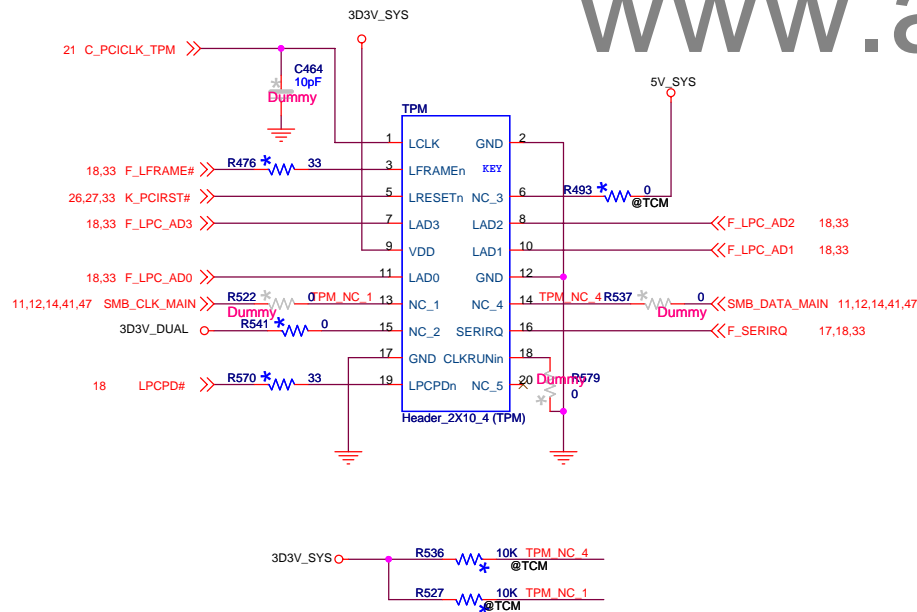 www.a
3D3V_SYS
21 C_PCICLK_TPM
C464
10pF
Dummy
5V_SYS
TPM
1 LCLK GND 2
18,33 F_LFRAME# R476 33 3 LFRAMEn KEY
26,27,33 K_PCIRST# 5 LRESETn NC_3 6 R493 0
@TCM
18,33 F_LPC_AD3 7 LAD3 LAD2 8 F_LPC_AD2 18,33
9 VDD LAD1 10 F_LPC_AD1 18,33
18,33 F_LPC_AD0 11 LAD0 GND 12
11,12,14,41,47 SMB_CLK_MAIN R522 0 TPM_NC_1 13 NC_1 NC_4 14 TPM_NC_4 R537 0 SMB_DATA_MAIN 11,12,14,41,47
Dummy Dummy
3D3V_DUAL R541 0 15 NC_2 SERIRQ 16 F_SERIRQ 17,18,33
17 GND CLKRUNin 18
18 LPCPD# R570 33 19 LPCPDn NC_5 20 Dummy R579
0
Header_2X10_4 (TPM)
3D3V_SYS R536 10K TPM_NC_4
@TCM
R527 10K TPM_NC_1
@TCM